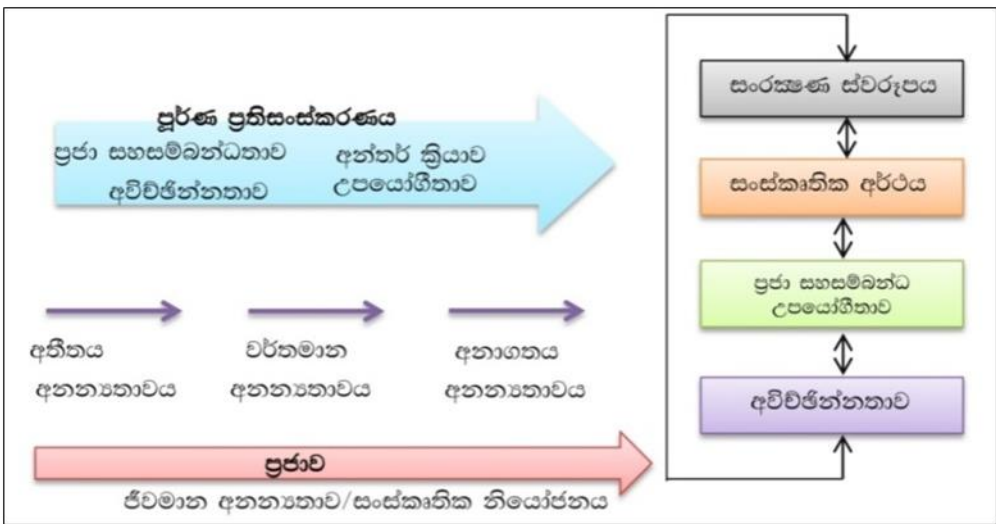 පූර්ණ ප්‍රතිසංස්කරණය
ප්‍රජා සහසම්බන්ධතාව අන්තර් ක්‍රියාව
අවිච්ඡින්නතාව උපයෝගීතාව
අතීතය වර්තමාන අනාගතය
අනන්‍යතාවය අනන්‍යතාවය අනන්‍යතාවය
ප්‍රජාව
ජීවමාන අනන්‍යතාව/සංස්කෘතික නියෝජනය
සංරක්‍ෂණ ස්වරූපය
සංස්කෘතික අර්ථය
ප්‍රජා සහසම්බන්ධ
උපයෝගීතාව
අවිච්ඡින්නතාව